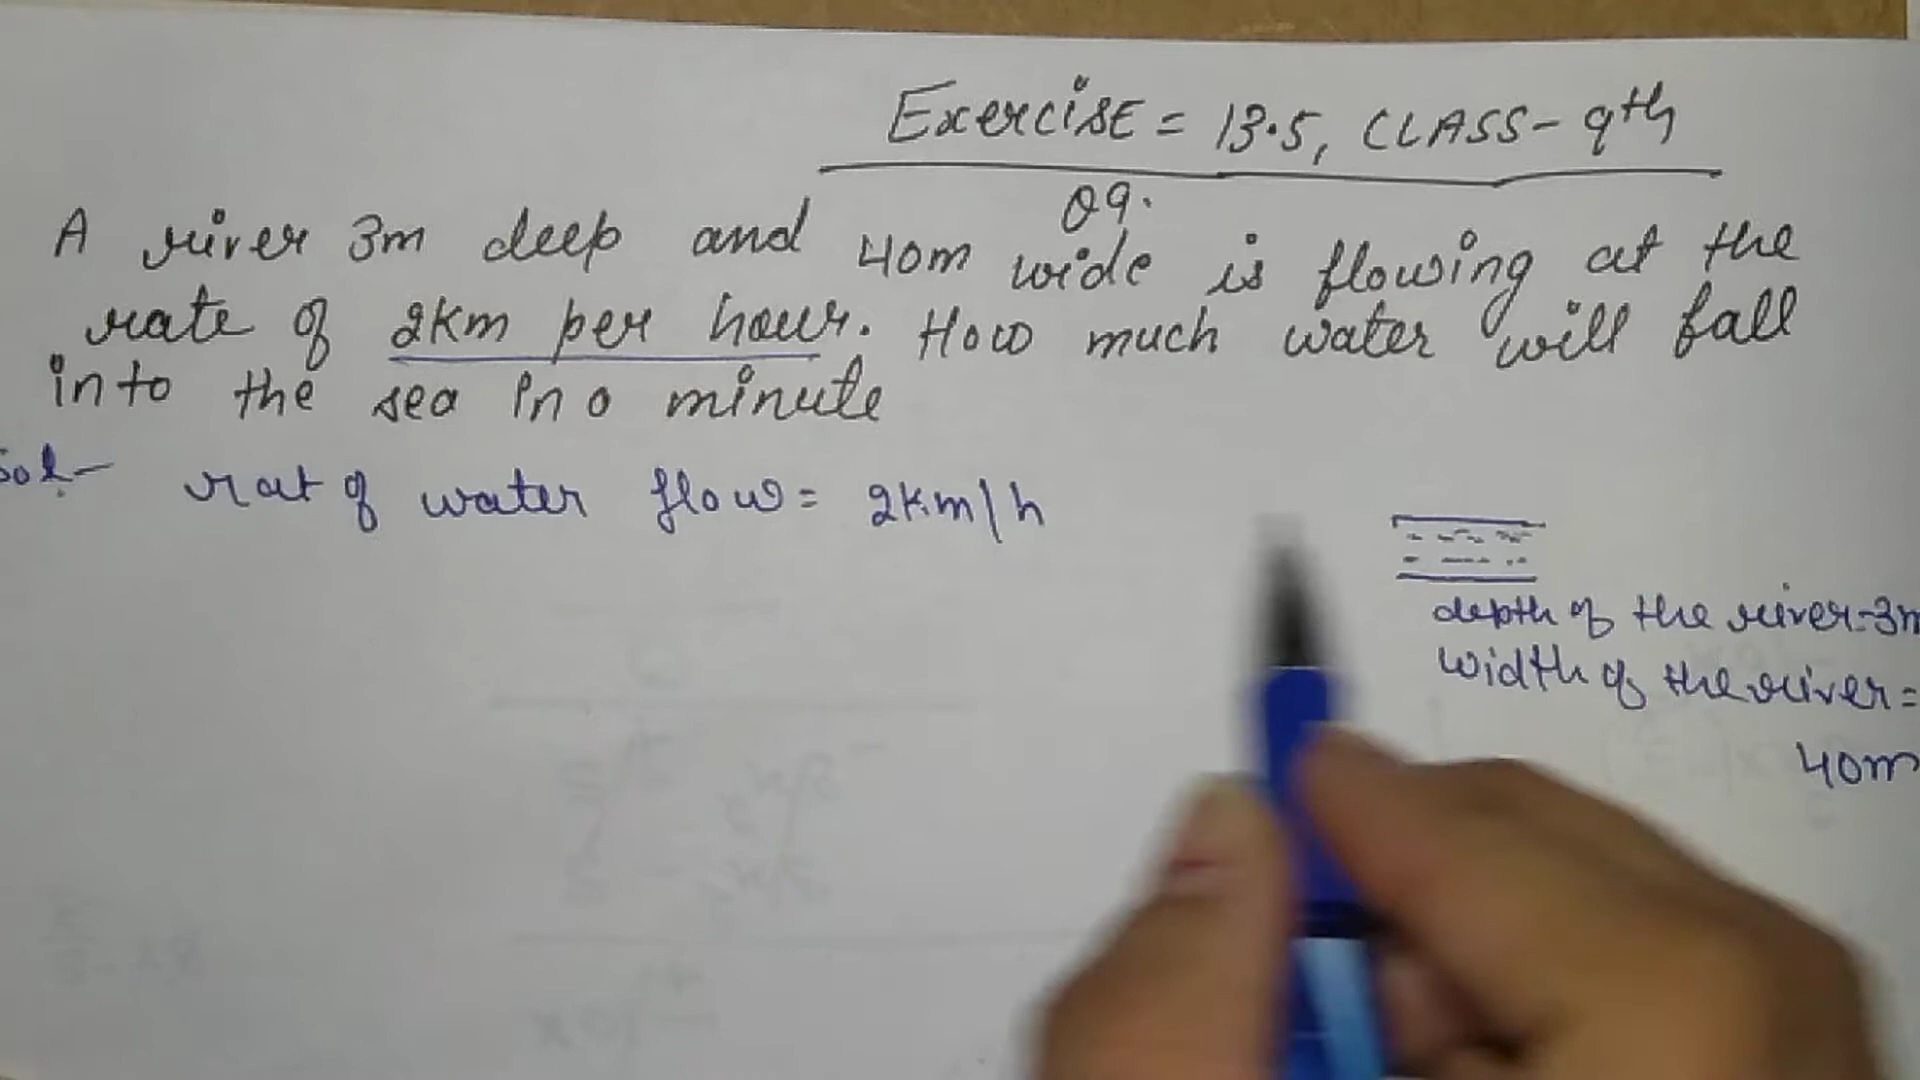 Exercise = 13.5, CLASS- 9th
Q9.
A river 3m deep and 40m wide is flowing at the
rate of 2km per hour. How much water will fall
into the sea in a minute
Sol- rat of water flow = 2km/h
depth of the river=3m
width of the river =
40m